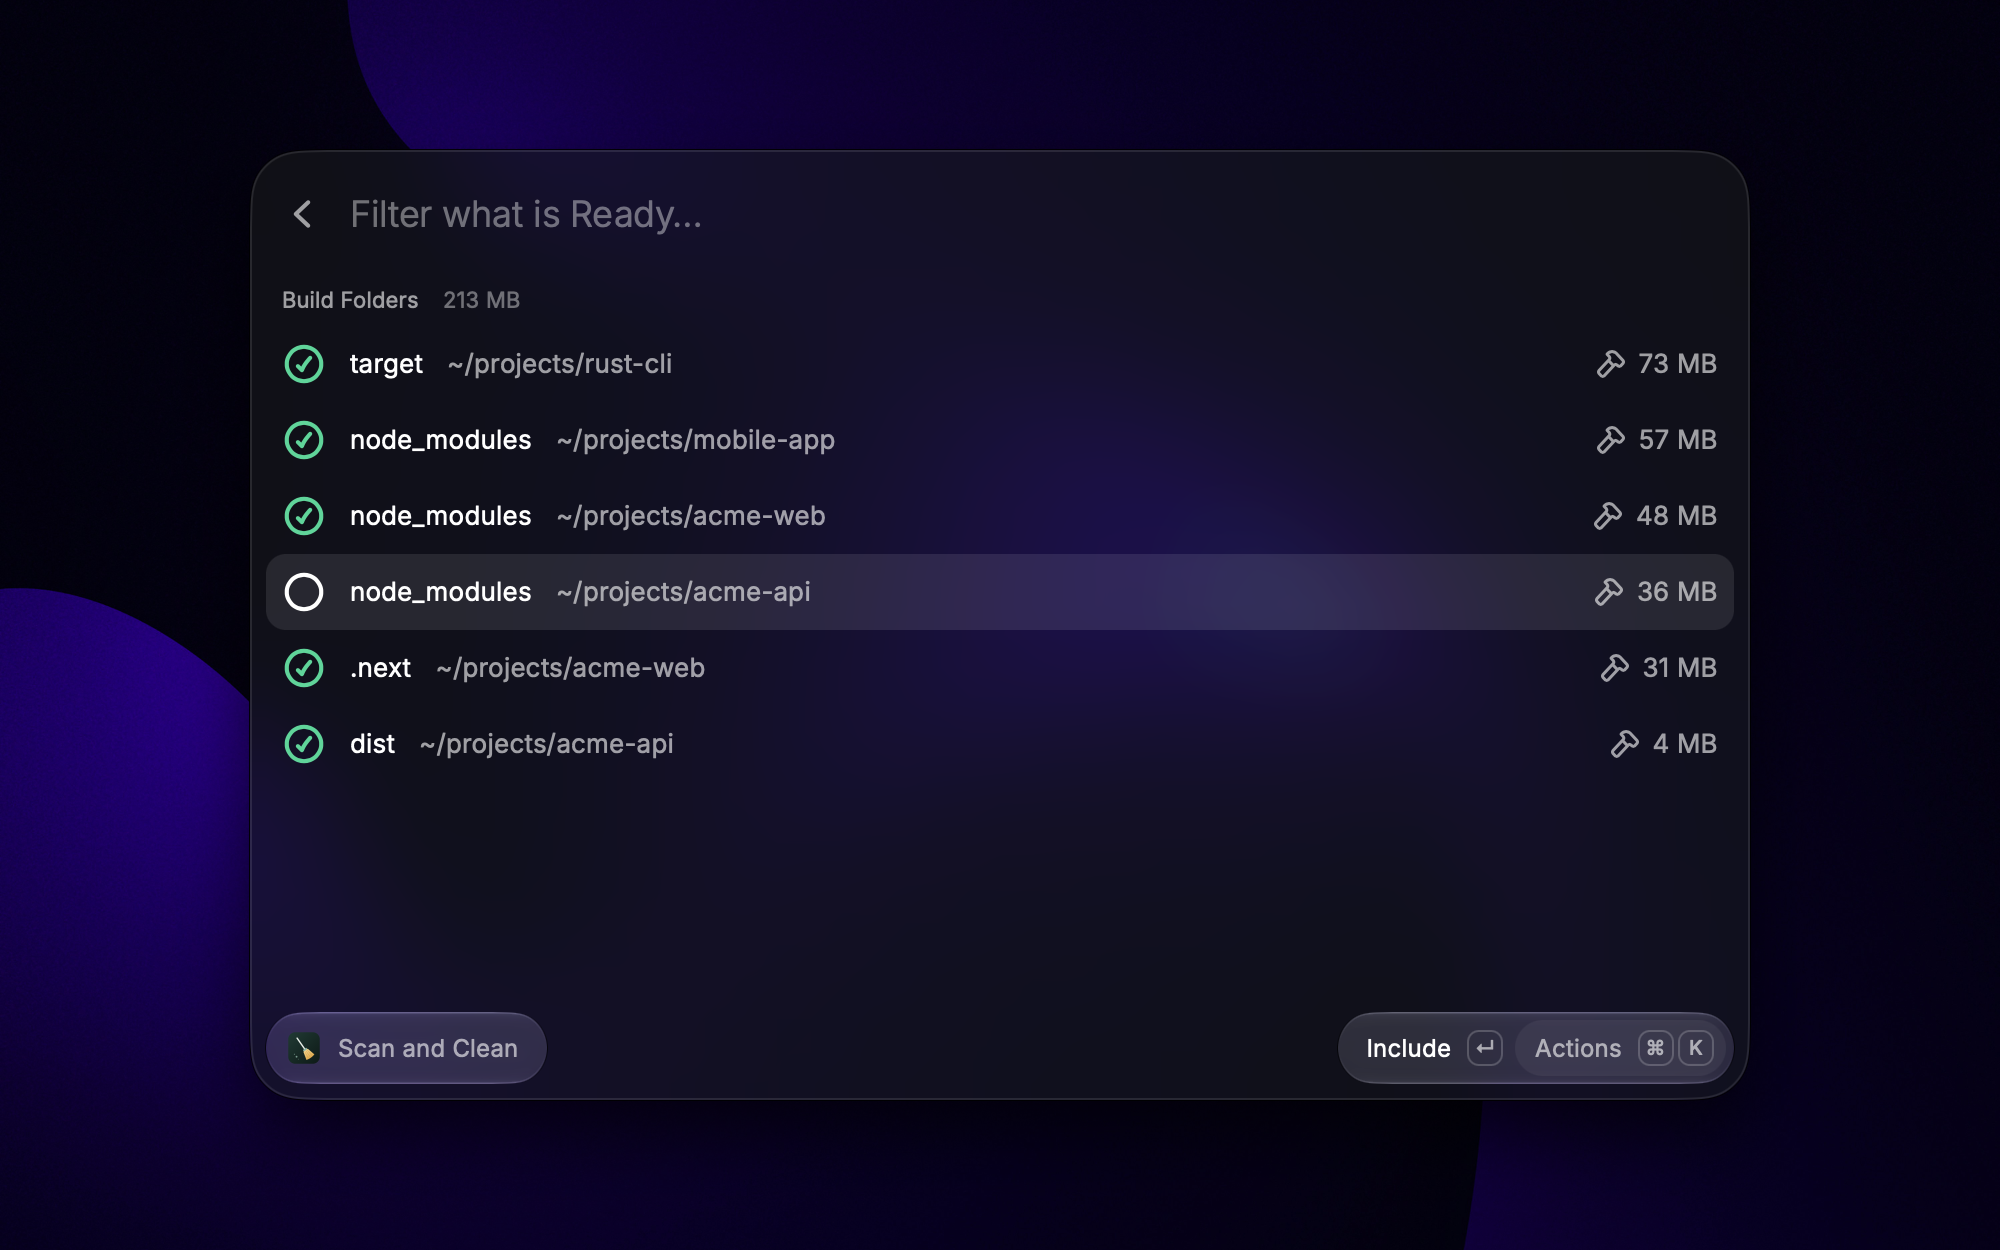 Filter what is Ready...
Build Folders 213 MB
target ~/projects/rust-cli 73 MB
node_modules ~/projects/mobile-app 57 MB
node_modules ~/projects/acme-web 48 MB
node_modules ~/projects/acme-api 36 MB
.next ~/projects/acme-web 31 MB
dist ~/projects/acme-api 4 MB
Scan and Clean Include ↵ Actions ⌘ K